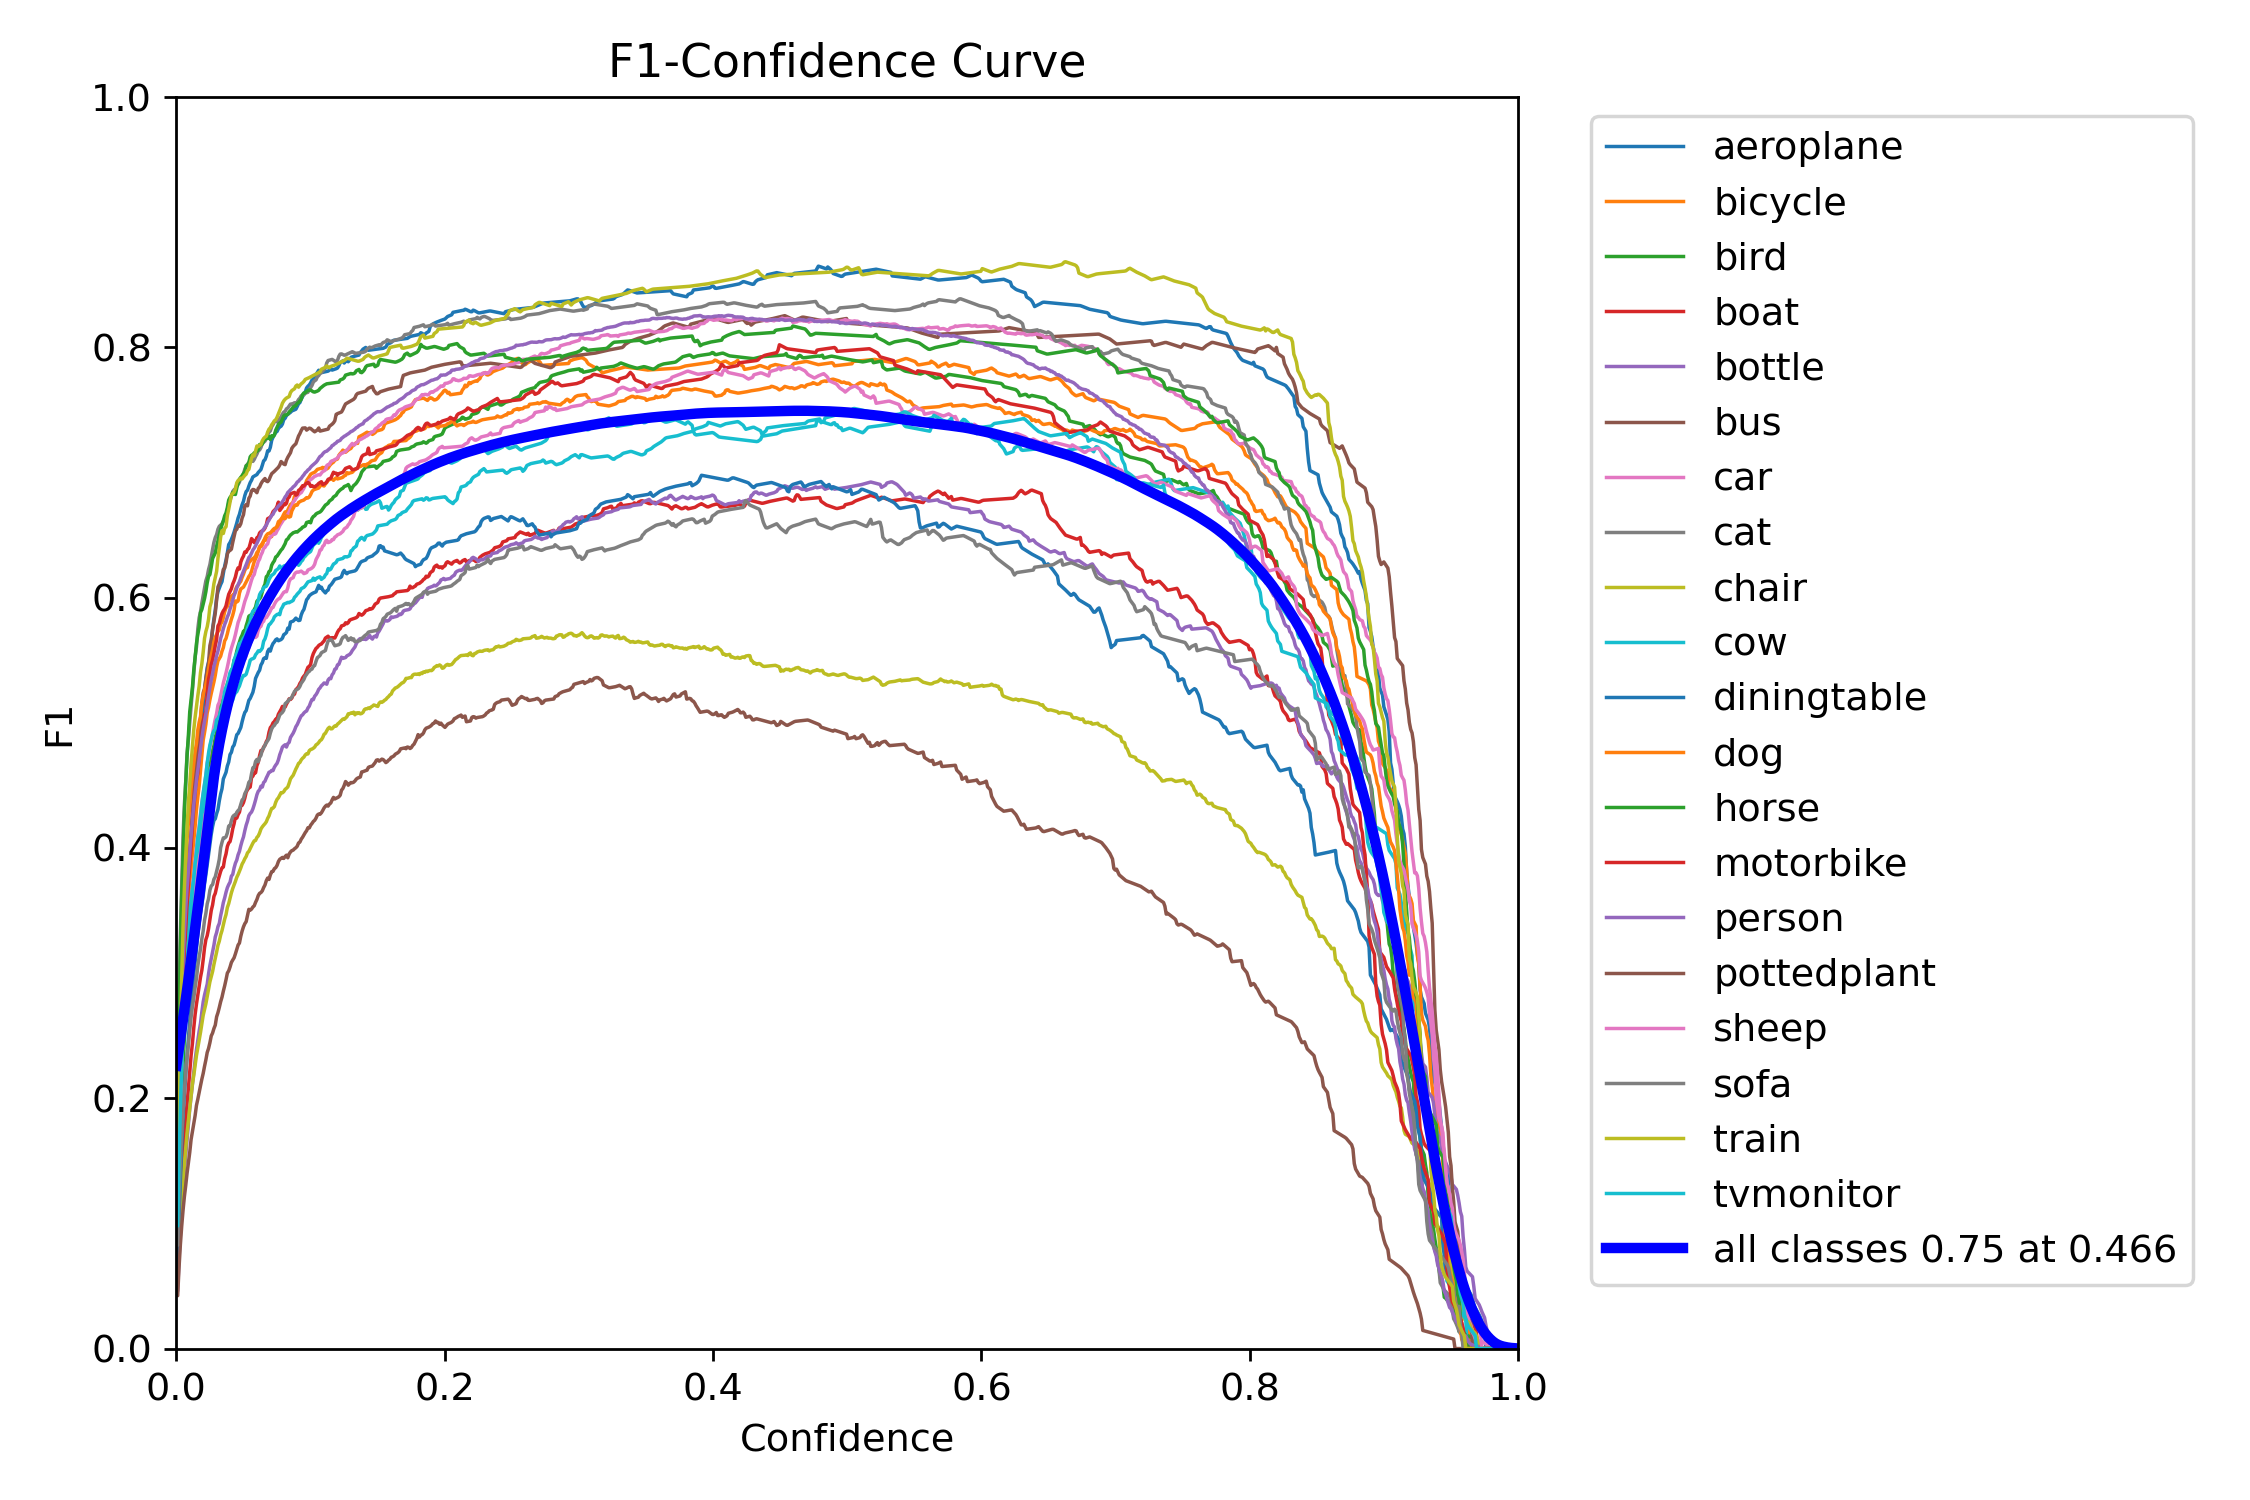 F1-Confidence Curve
1.0
0.8
0.6
0.4
0.2
0.0
F1
0.0 0.2 0.4 0.6 0.8 1.0
Confidence
aeroplane
bicycle
bird
boat
bottle
bus
car
cat
chair
cow
diningtable
dog
horse
motorbike
person
pottedplant
sheep
sofa
train
tvmonitor
all classes 0.75 at 0.466